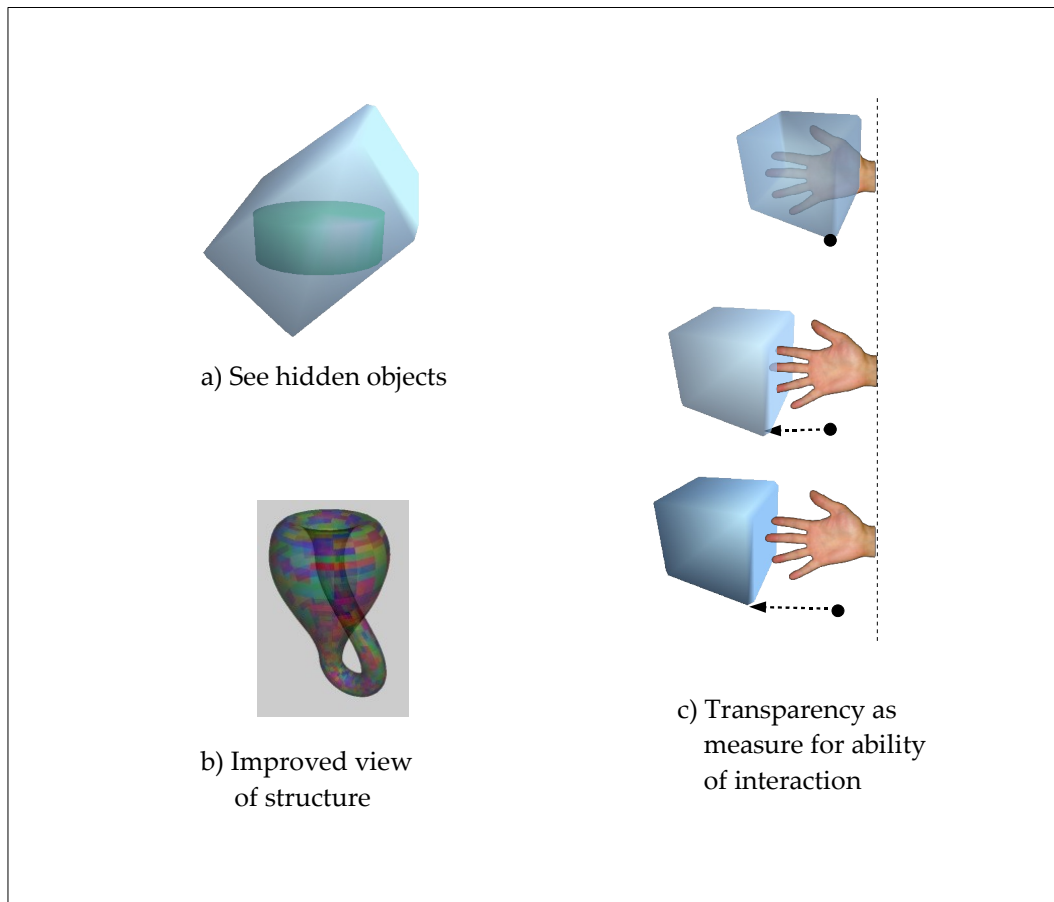 a) See hidden objects
b) Improved view
of structure
c) Transparency as
measure for ability
of interaction